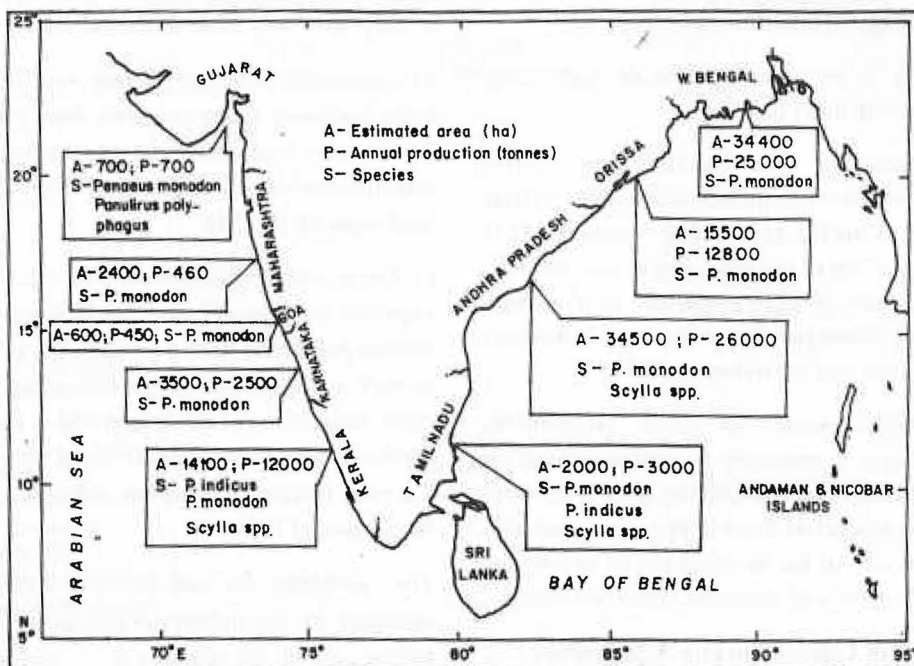 25°
20°
15°
10°
N
5°
70°E
75°
80°
85°
90°
95°
GUJARAT
W. BENGAL
A- Estimated area (ha)
P- Annual production (tonnes)
S- Species
A-34400
P-25000
S-P. monodon
A-700; P-700
S-Penaeus monodon
Panulirus poly-
phagus
MAHARASHTRA
ORISSA
A-15500
P-12800
S-P. monodon
A-2400; P-460
S-P. monodon
ANDHRA PRADESH
GOA
A-600; P-450; S-P. monodon
KARNATAKA
A-34500; P-26000
S-P. monodon
Scylla spp.
A-3500; P-2500
S-P. monodon
KERALA
TAMIL NADU
A-14100; P-12000
S-P. indicus
P. monodon
Scylla spp.
A-2000; P-3000
S-P. monodon
P. indicus
Scylla spp.
ANDAMAN & NICOBAR
ISLANDS
ARABIAN SEA
SRI
LANKA
BAY OF BENGAL